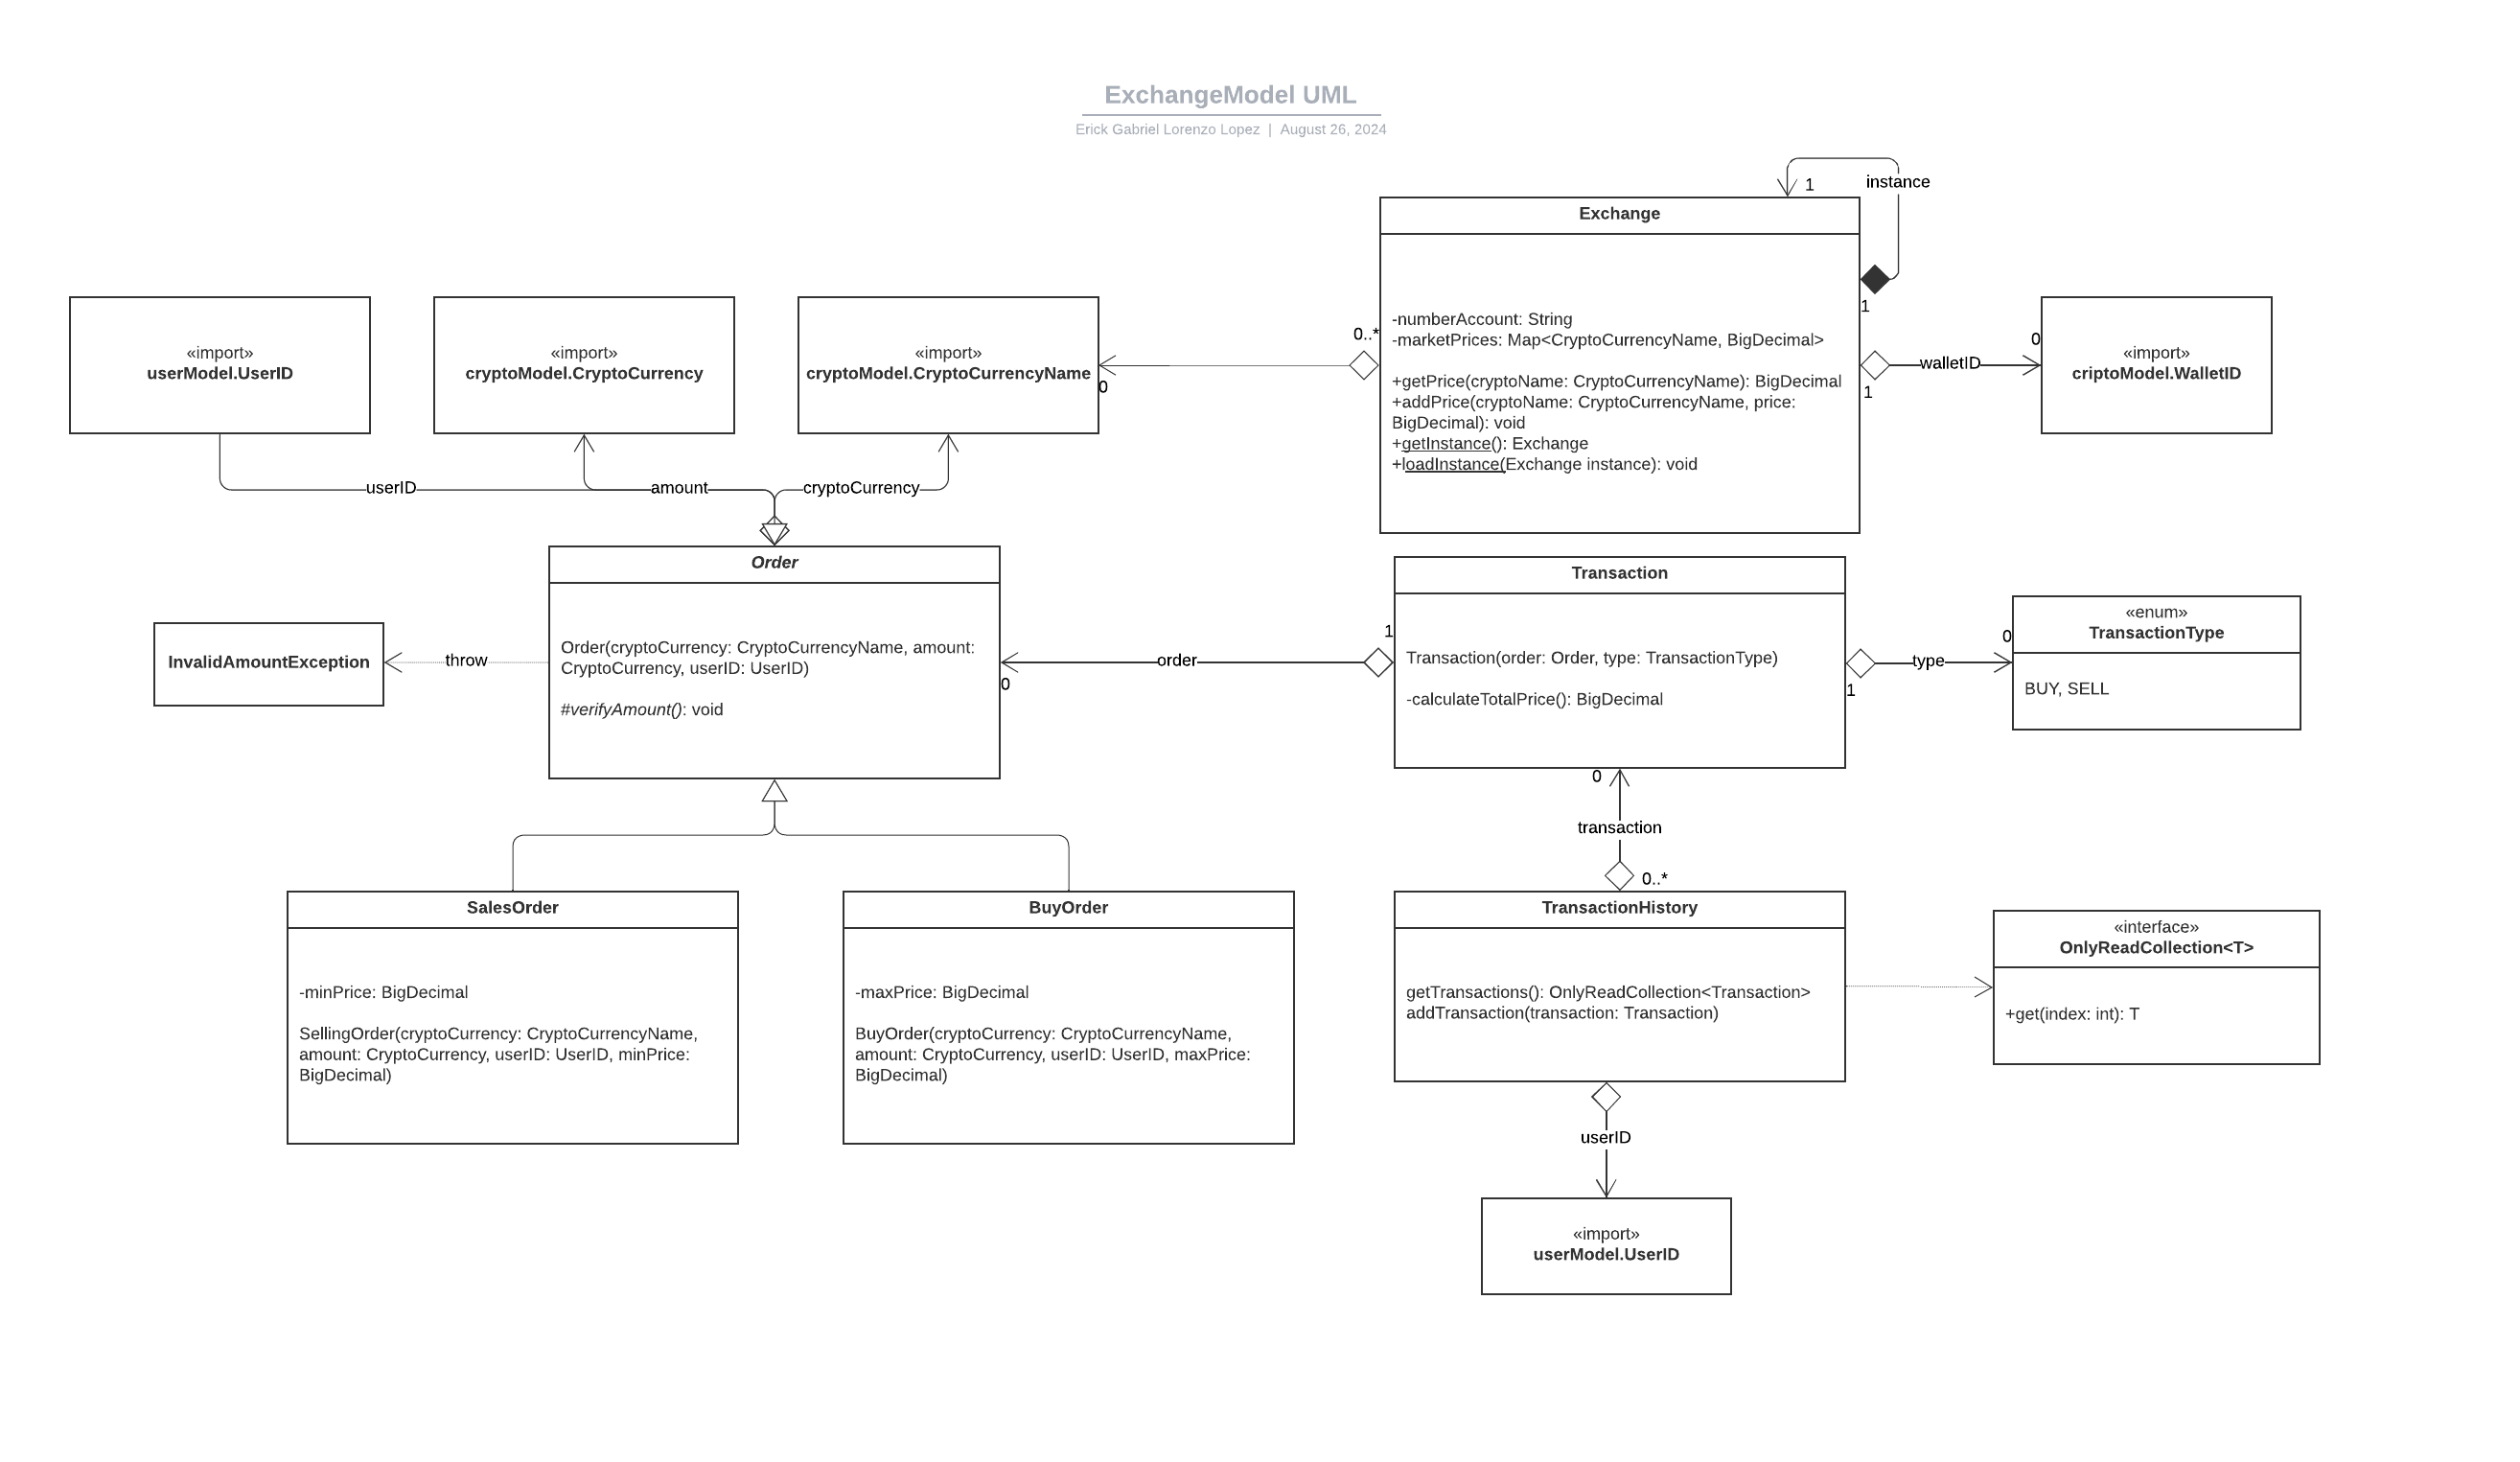 ExchangeModel UML
Erick Gabriel Lorenzo Lopez | August 26, 2024
1
instance
Exchange
-numberAccount: String
-marketPrices: Map<CryptoCurrencyName, BigDecimal>
+getPrice(cryptoName: CryptoCurrencyName): BigDecimal
+addPrice(cryptoName: CryptoCurrencyName, price:
BigDecimal): void
+getInstance(): Exchange
+loadInstance(Exchange instance): void
1
0..*
0
1
walletID
0
«import»
userModel.UserID
«import»
cryptoModel.CryptoCurrency
«import»
cryptoModel.CryptoCurrencyName
«import»
criptoModel.WalletID
userID
amount
cryptoCurrency
Order
Order(cryptoCurrency: CryptoCurrencyName, amount:
CryptoCurrency, userID: UserID)
#verifyAmount(): void
InvalidAmountException
throw
0
order
1
Transaction
Transaction(order: Order, type: TransactionType)
-calculateTotalPrice(): BigDecimal
1
type
0
«enum»
TransactionType
BUY, SELL
0
transaction
0..*
SalesOrder
-minPrice: BigDecimal
SellingOrder(cryptoCurrency: CryptoCurrencyName,
amount: CryptoCurrency, userID: UserID, minPrice:
BigDecimal)
BuyOrder
-maxPrice: BigDecimal
BuyOrder(cryptoCurrency: CryptoCurrencyName,
amount: CryptoCurrency, userID: UserID, maxPrice:
BigDecimal)
TransactionHistory
getTransactions(): OnlyReadCollection<Transaction>
addTransaction(transaction: Transaction)
«interface»
OnlyReadCollection<T>
+get(index: int): T
userID
«import»
userModel.UserID